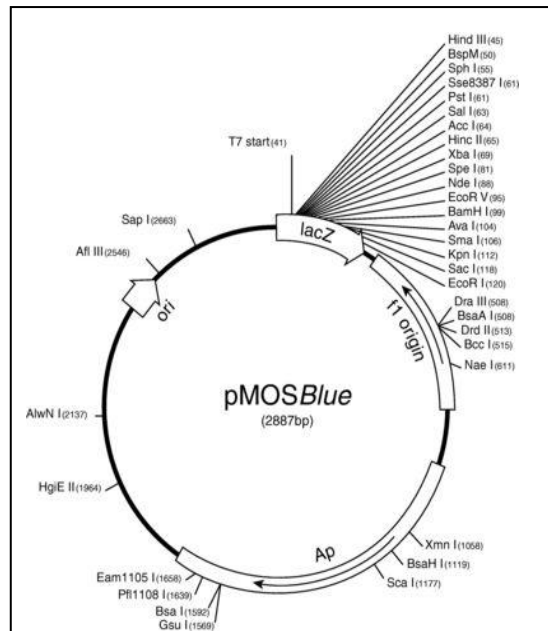 Hind III(45)
BspM(50)
Sph I(55)
Sse8387 I(61)
Pst I(61)
Sal I(63)
Acc I(64)
Hinc II(65)
Xba I(69)
Spe I(81)
Nde I(88)
EcoR V(95)
BamH I(99)
Ava I(104)
Sma I(106)
Kpn I(112)
Sac I(118)
EcoR I(120)
T7 start(41)
Sap I(2663)
Afl III(2546)
lacZ
ori
f1 origin
Dra III(508)
BsaA I(508)
Drd II(513)
Bcc I(515)
Nae I(611)
pMOSBlue
(2887bp)
AlwN I(2137)
HgiE II(1964)
Ap
Xmn I(1058)
BsaH I(1119)
Sca I(1177)
Eam1105 I(1658)
Pfl1108 I(1639)
Bsa I(1592)
Gsu I(1569)